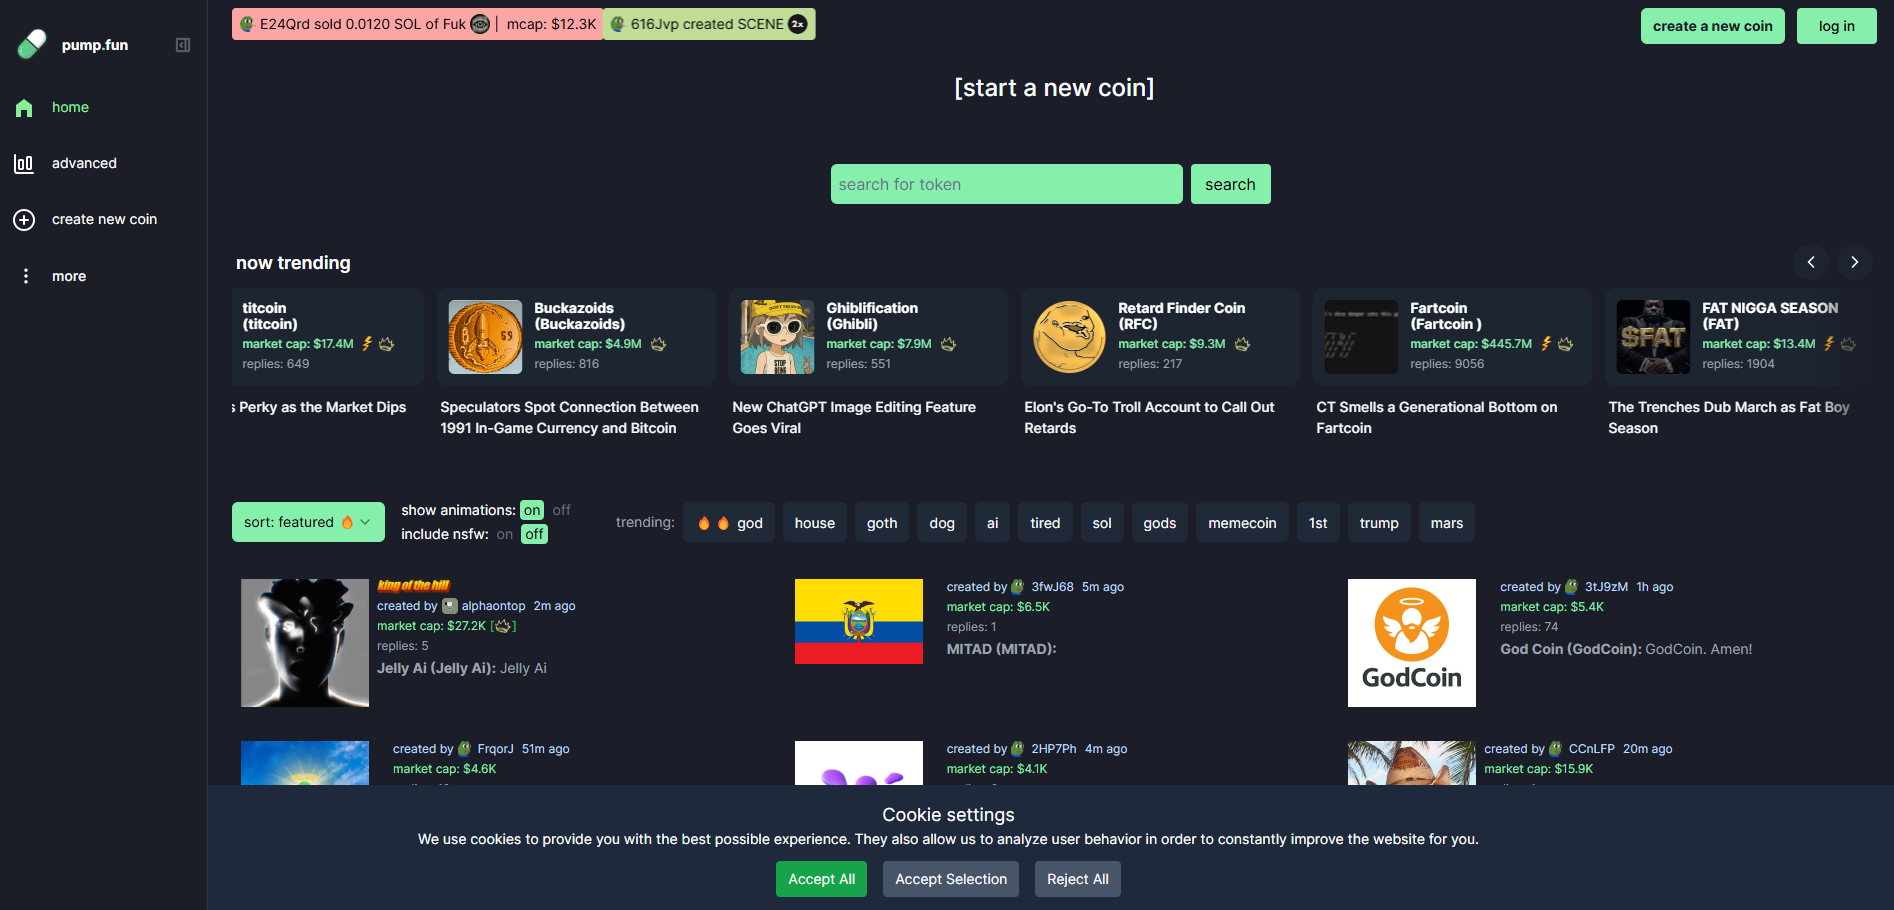 pump.fun
home
advanced
create new coin
more
E24Qrd sold 0.0120 SOL of Fuk | mcap: $12.3K
616Jvp created SCENE 2x
create a new coin
log in
[start a new coin]
search for token
search
now trending
titcoin
(titcoin)
market cap: $17.4M
replies: 649
Perky as the Market Dips
Buckazoids
(Buckazoids)
market cap: $4.9M
replies: 816
Speculators Spot Connection Between
1991 In-Game Currency and Bitcoin
59
Ghiblification
(Ghibli)
market cap: $7.9M
replies: 551
New ChatGPT Image Editing Feature
Goes Viral
STOP
BEING
Retard Finder Coin
(RFC)
market cap: $9.3M
replies: 217
Elon's Go-To Troll Account to Call Out
Retards
Fartcoin
(Fartcoin )
market cap: $445.7M
replies: 9056
CT Smells a Generational Bottom on
Fartcoin
$FAT
FAT NIGGA SEASON
(FAT)
market cap: $13.4M
replies: 1904
The Trenches Dub March as Fat Boy
Season
sort: featured
show animations: on off
include nsfw: on off
trending: god house goth dog ai tired sol gods memecoin 1st trump mars
king of the hill
created by alphaontop 2m ago
market cap: $27.2K [ ]
replies: 5
Jelly Ai (Jelly Ai): Jelly Ai
created by 3fwJ68 5m ago
market cap: $6.5K
replies: 1
MITAD (MITAD):
GodCoin
created by 3tJ9zM 1h ago
market cap: $5.4K
replies: 74
God Coin (GodCoin): GodCoin. Amen!
created by FrqorJ 51m ago
market cap: $4.6K
created by 2HP7Ph 4m ago
market cap: $4.1K
created by CCnLFP 20m ago
market cap: $15.9K
Cookie settings
We use cookies to provide you with the best possible experience. They also allow us to analyze user behavior in order to constantly improve the website for you.
Accept All
Accept Selection
Reject All